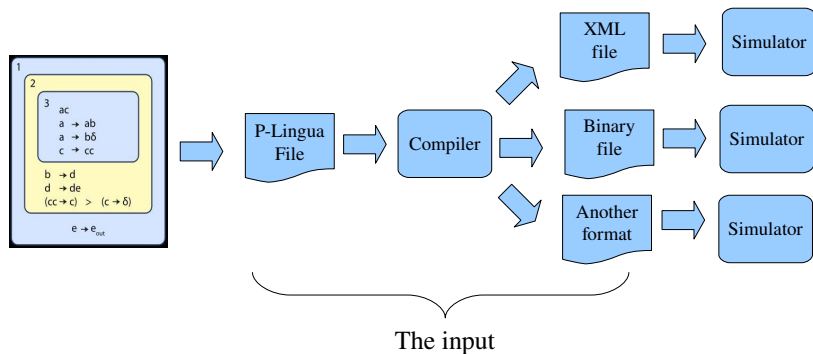 1
2
3
ac
a → ab
a → bδ
c → cc
b → d
d → de
(cc → c) > (c → δ)
e → e_out
P-Lingua
File
Compiler
XML
file
Simulator
Binary
file
Simulator
Another
format
Simulator
The input